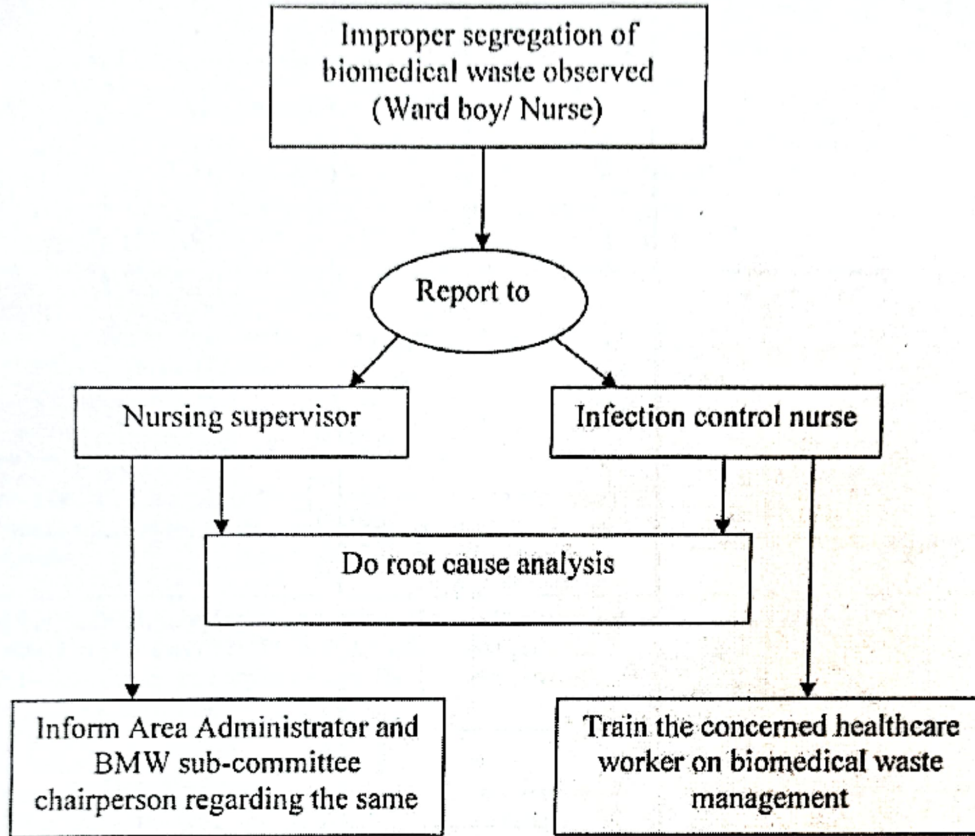 Improper segregation of
biomedical waste observed
(Ward boy/ Nurse)
Report to
Nursing supervisor
Infection control nurse
Do root cause analysis
Inform Area Administrator and
BMW sub-committee
chairperson regarding the same
Train the concerned healthcare
worker on biomedical waste
management